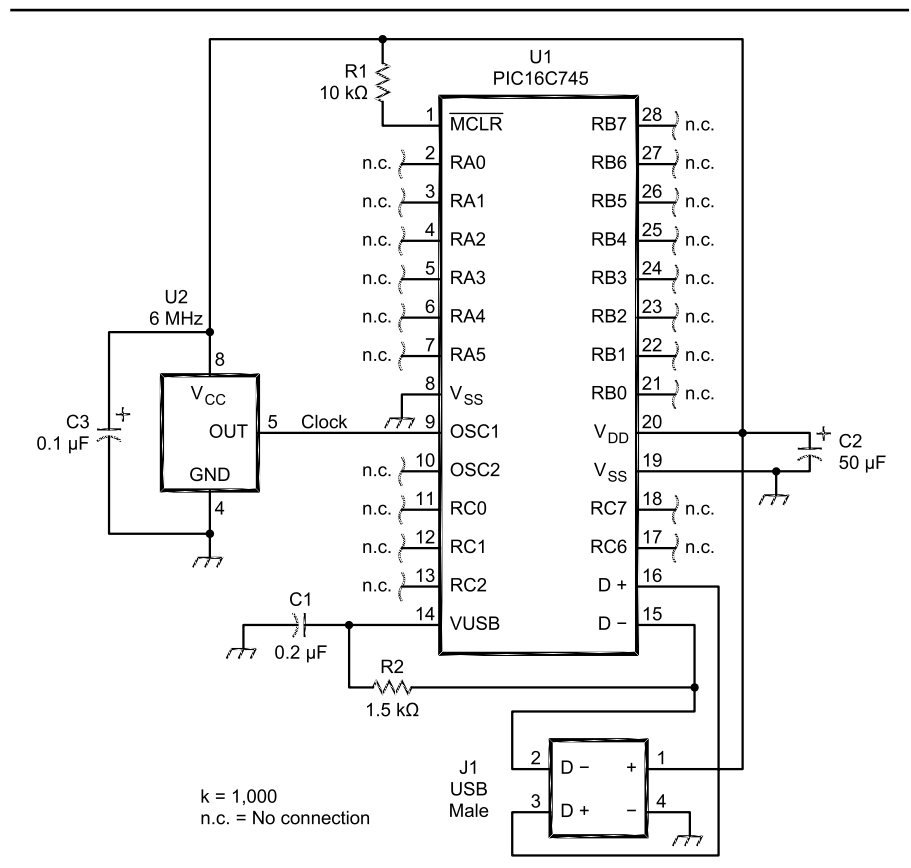 U1
PIC16C745
R1
10 kΩ
1 MCLR RB7 28 n.c.
n.c. 2 RA0 RB6 27 n.c.
n.c. 3 RA1 RB5 26 n.c.
n.c. 4 RA2 RB4 25 n.c.
n.c. 5 RA3 RB3 24 n.c.
n.c. 6 RA4 RB2 23 n.c.
n.c. 7 RA5 RB1 22 n.c.
8 VSS RB0 21 n.c.
9 OSC1 VDD 20
n.c. 10 OSC2 VSS 19
n.c. 11 RC0 RC7 18 n.c.
n.c. 12 RC1 RC6 17 n.c.
n.c. 13 RC2 D + 16
14 VUSB D − 15
U2
6 MHz
8
VCC
OUT 5 Clock
GND
4
C3
0.1 µF
+
+
C2
50 µF
C1
0.2 µF
R2
1.5 kΩ
J1
USB
Male
2 D − + 1
3 D + − 4
k = 1,000
n.c. = No connection